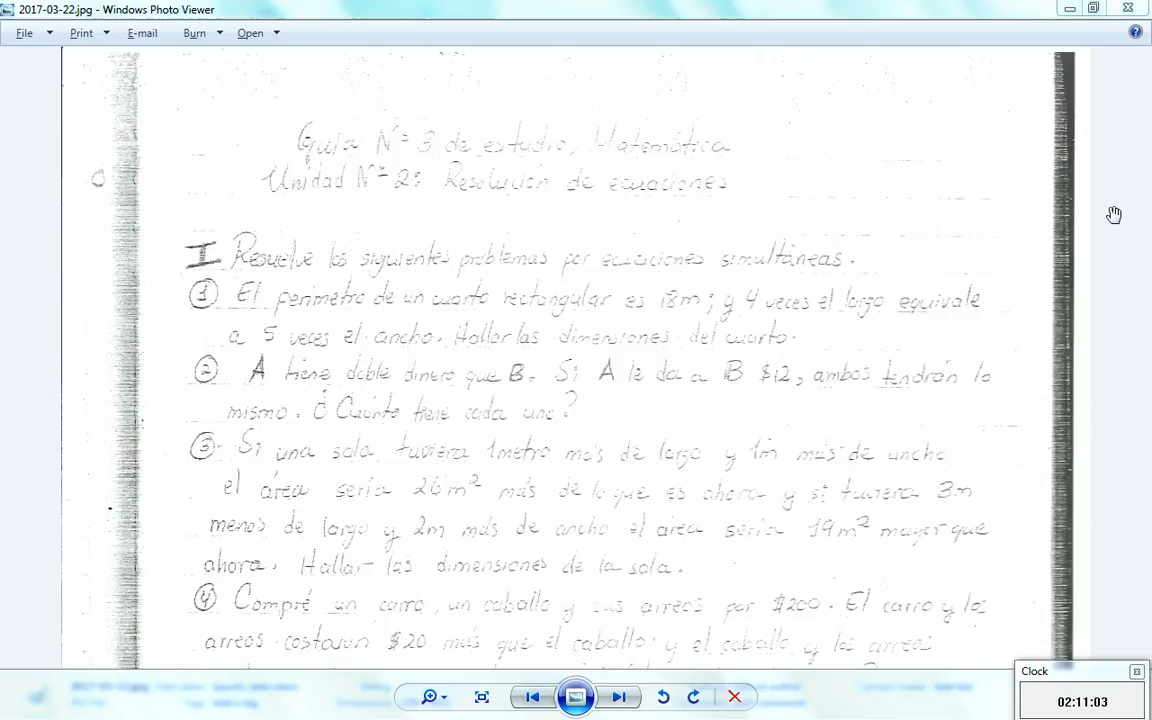 2017-03-22.jpg - Windows Photo Viewer
File Print E-mail Burn Open
Guía Nº 3 de estudio, Matemática
Unidad Nº 2: Resolución de ecuaciones
I Resuelve los siguientes problemas por ecuaciones simultáneas.
① El perimetro de un cuarto rectangular es 18m; y 4 veces el largo equivale
a 5 veces el ancho. Hallar las dimensiones del cuarto.
② A tiene doble dinero que B. Si A le da a B $12, ambos tendrán lo
mismo. ¿ Cuánto tiene cada uno?
③ Si una sala tuviera 1metro más de largo y 1m más de ancho
el área sería 26m² más de lo que es ahora y si tuviera 3m
menos de largo y 2m más de ancho el area sería 19m² mayor que
ahora. Hallar las dimensiones de la sala.
④ Compré un carro, un caballo y sus arreos por $200. El carro y los
arreos costaron $20 más que el caballo; y el caballo y los arreos
Clock
02:11:03